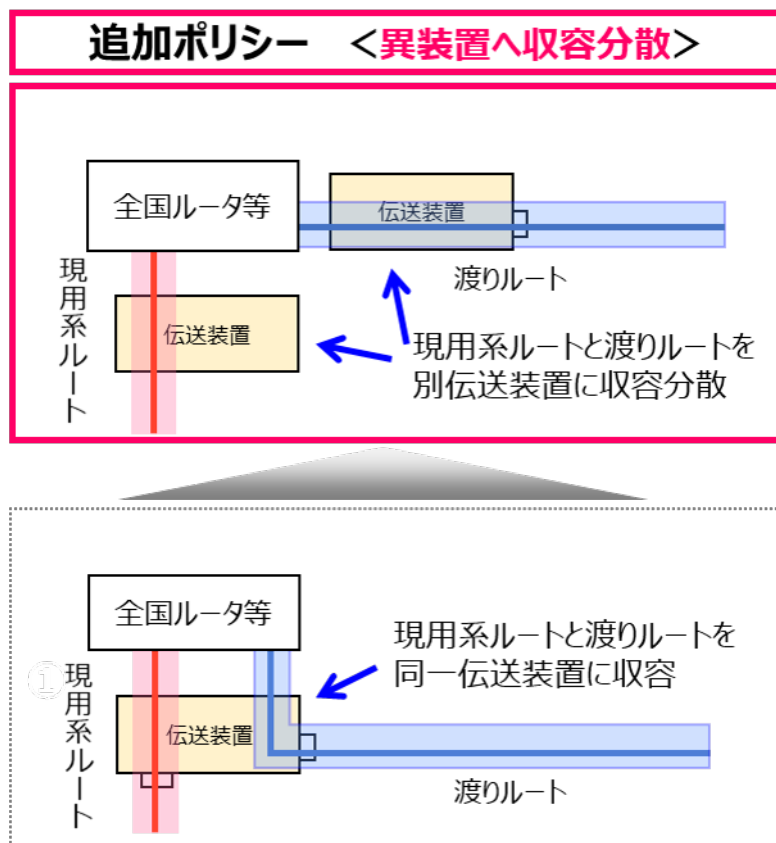 追加ポリシー ＜異装置へ収容分散＞
全国ルータ等
伝送装置
渡りルート
現用系ルート
伝送装置
現用系ルートと渡りルートを
別伝送装置に収容分散
全国ルータ等
現用系ルートと渡りルートを
同一伝送装置に収容
①
現用系ルート
伝送装置
渡りルート